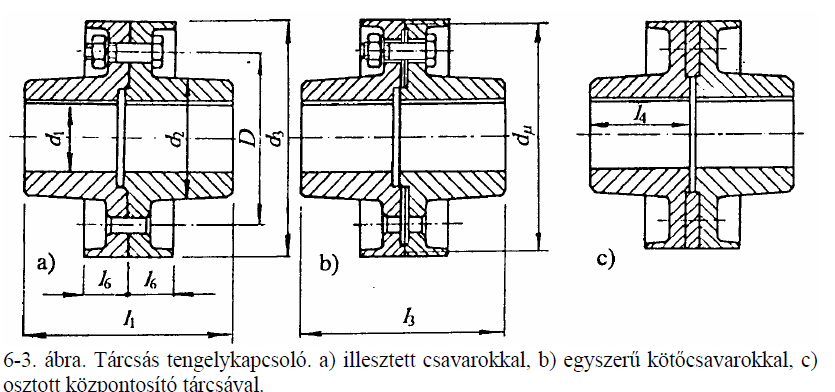 d₁
d₂
D
d₃
a)
l₆
l₆
l₁
dμ
b)
l₃
l₄
c)
6-3. ábra. Tárcsás tengelykapcsoló. a) illesztett csavarokkal, b) egyszerű kötőcsavarokkal, c)
osztott központosító tárcsával.